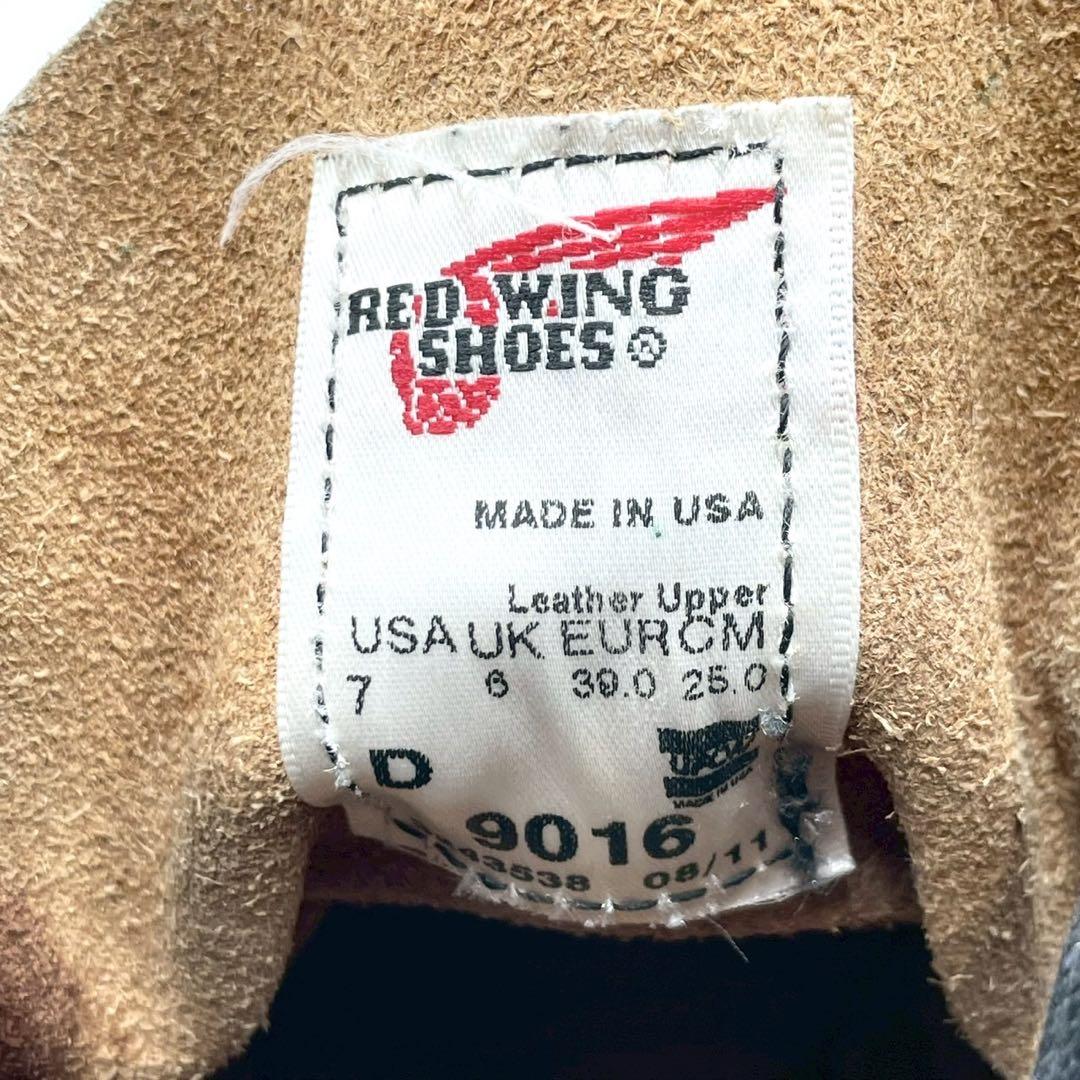 RED WING
SHOES ®
MADE IN USA
Leather Upper
USA UK EUR CM
7 6 39.0 25.0
D
MADE IN USA
9016
3538 08/11